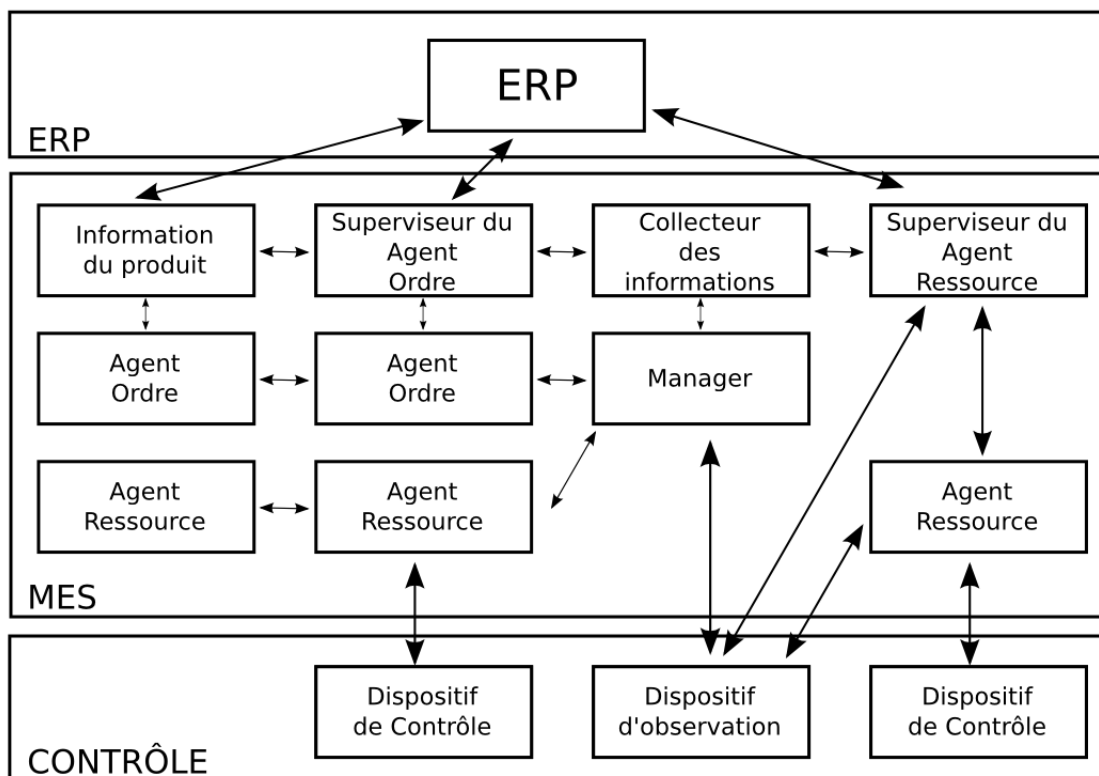 ERP
ERP
Information
du produit
Superviseur du
Agent
Ordre
Collecteur
des
informations
Superviseur du
Agent
Ressource
Agent
Ordre
Agent
Ordre
Manager
Agent
Ressource
Agent
Ressource
Agent
Ressource
MES
Dispositif
de Contrôle
Dispositif
d'observation
Dispositif
de Contrôle
CONTRÔLE